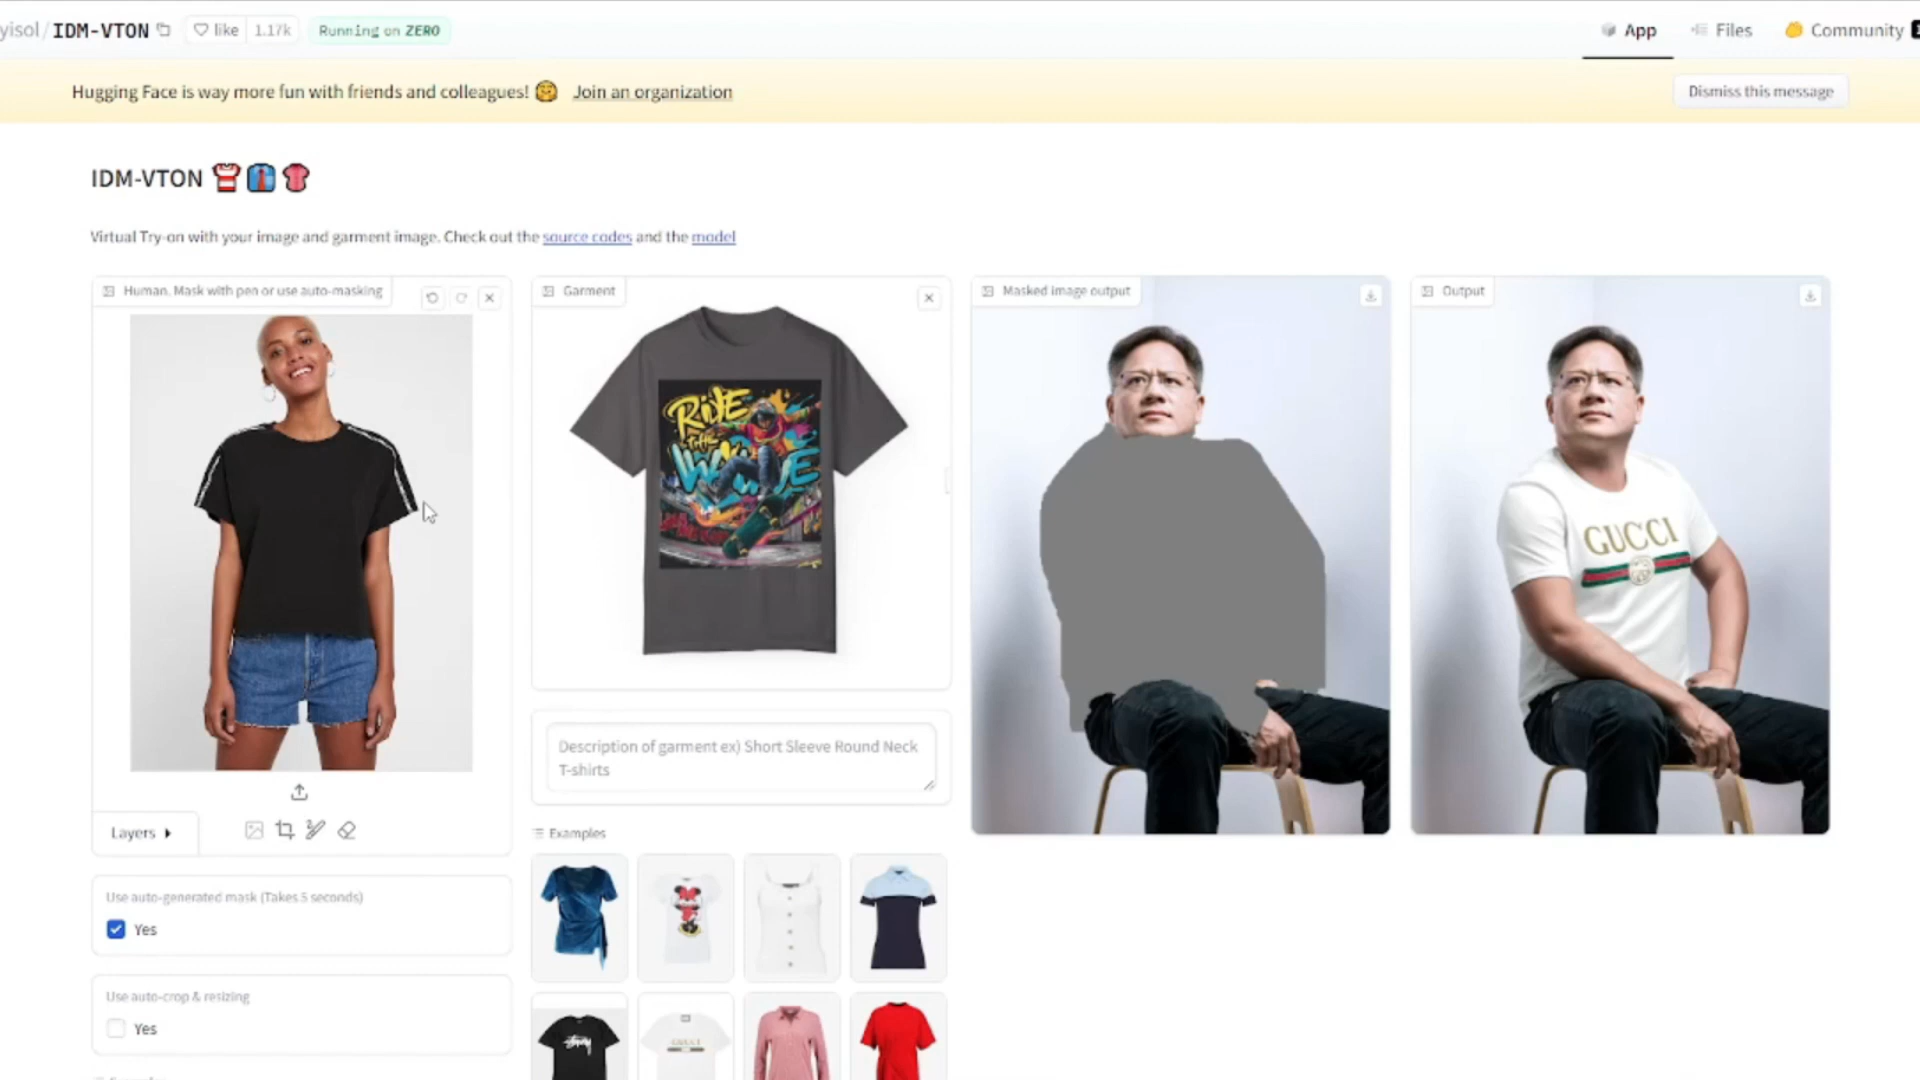 yisol/IDM-VTON like 1.17k Running on ZERO App Files Community
Hugging Face is way more fun with friends and colleagues! Join an organization Dismiss this message
IDM-VTON
Virtual Try-on with your image and garment image. Check out the source codes and the model
Human. Mask with pen or use auto-masking
Garment
Masked image output
Output
RIDE
THE
WAVE
GUCCI
Description of garment ex) Short Sleeve Round Neck
T-shirts
Layers
Examples
Use auto-generated mask (Takes 5 seconds)
Yes
Use auto-crop & resizing
Yes
GUCCI